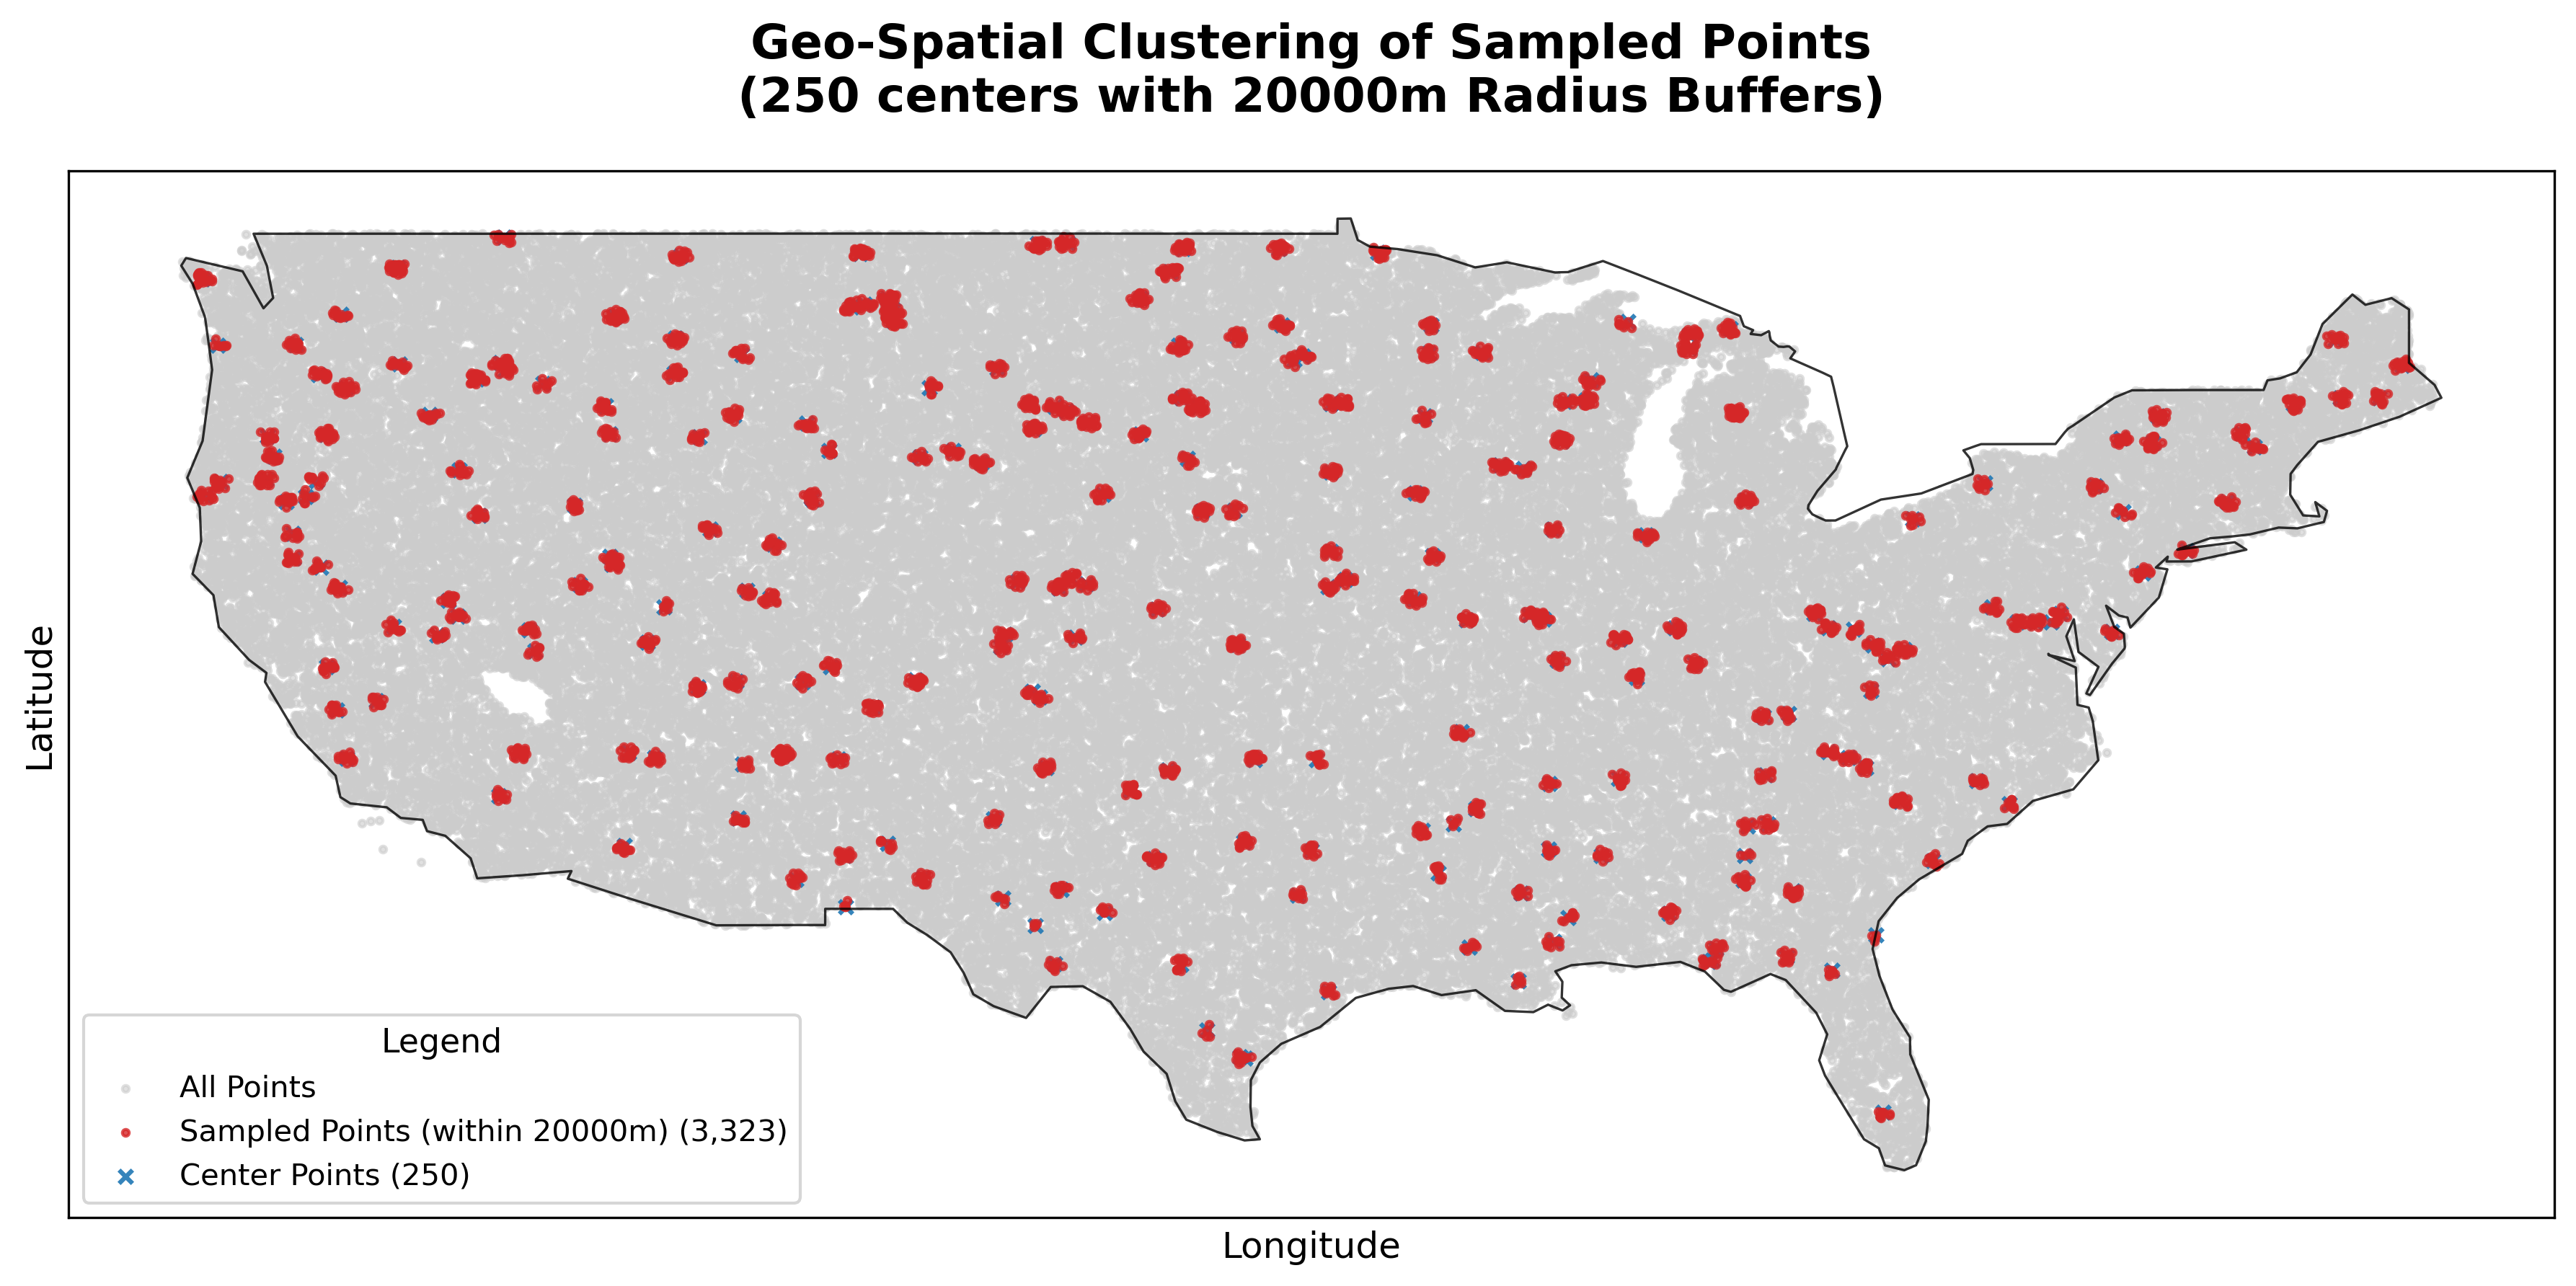 Geo-Spatial Clustering of Sampled Points
(250 centers with 20000m Radius Buffers)
Latitude
Legend
All Points
Sampled Points (within 20000m) (3,323)
Center Points (250)
Longitude